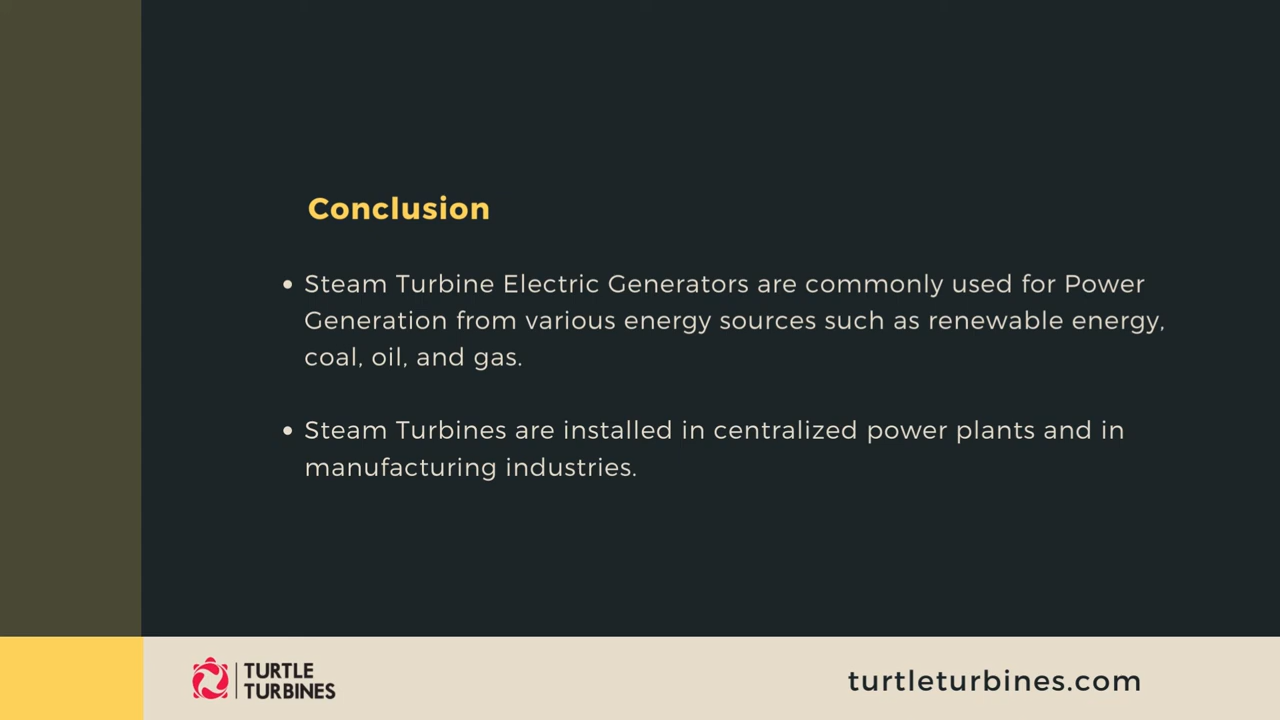 Conclusion
• Steam Turbine Electric Generators are commonly used for Power
Generation from various energy sources such as renewable energy,
coal, oil, and gas.
• Steam Turbines are installed in centralized power plants and in
manufacturing industries.
TURTLE
TURBINES
turtleturbines.com